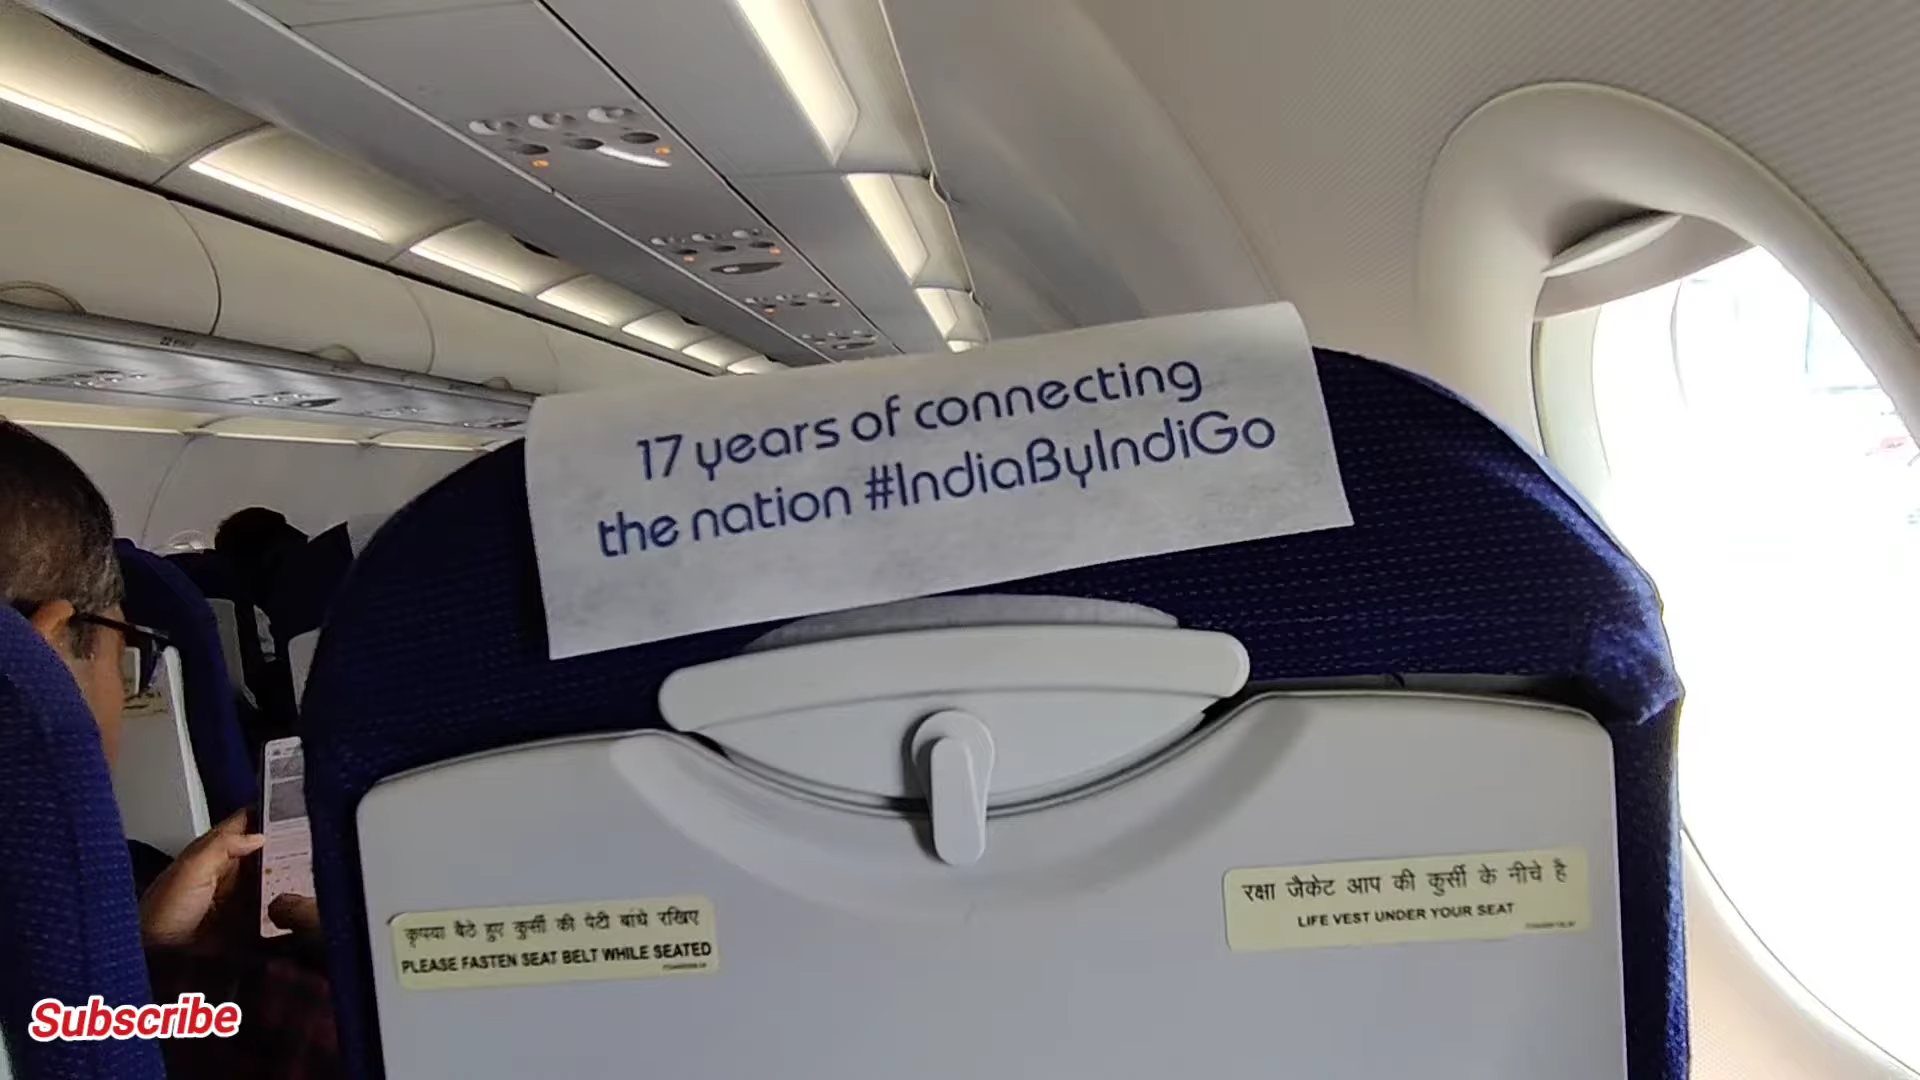 17 years of connecting
the nation #IndiaByIndiGo
कृपया बैठे हुए कुर्सी की पेटी बांधे रखिए
PLEASE FASTEN SEAT BELT WHILE SEATED
रक्षा जैकेट आप की कुर्सी के नीचे है
LIFE VEST UNDER YOUR SEAT
Subscribe